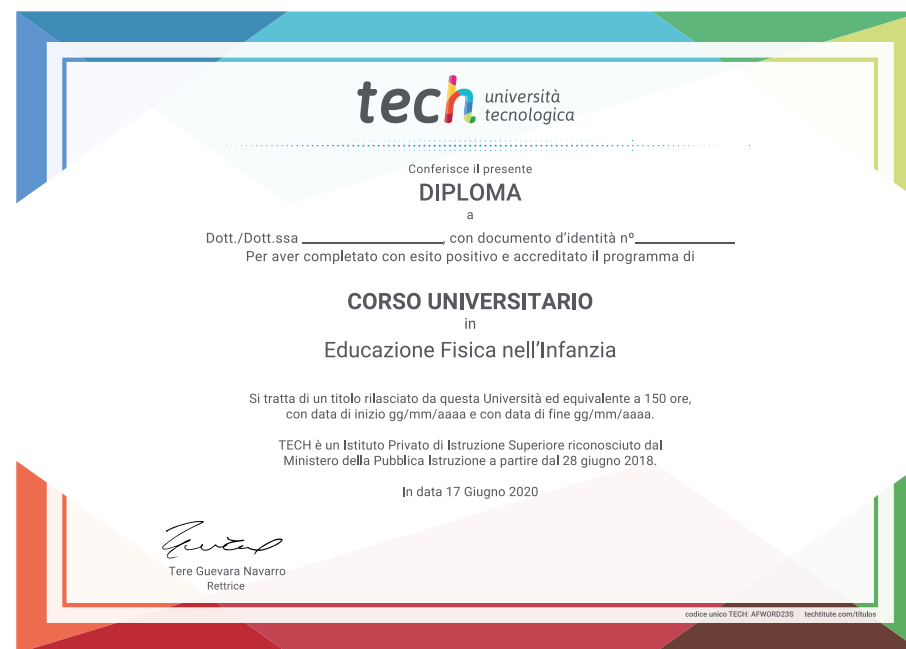 tech università
tecnologica
Conferisce il presente
DIPLOMA
a
Dott./Dott.ssa ____________________, con documento d'identità nº______________
Per aver completato con esito positivo e accreditato il programma di
CORSO UNIVERSITARIO
in
Educazione Fisica nell'Infanzia
Si tratta di un titolo rilasciato da questa Università ed equivalente a 150 ore,
con data di inizio gg/mm/aaaa e con data di fine gg/mm/aaaa.
TECH è un Istituto Privato di Istruzione Superiore riconosciuto dal
Ministero della Pubblica Istruzione a partire dal 28 giugno 2018.
In data 17 Giugno 2020
Tere Guevara Navarro
Rettrice
codice unico TECH: AFWORD23S techtitute.com/titulos